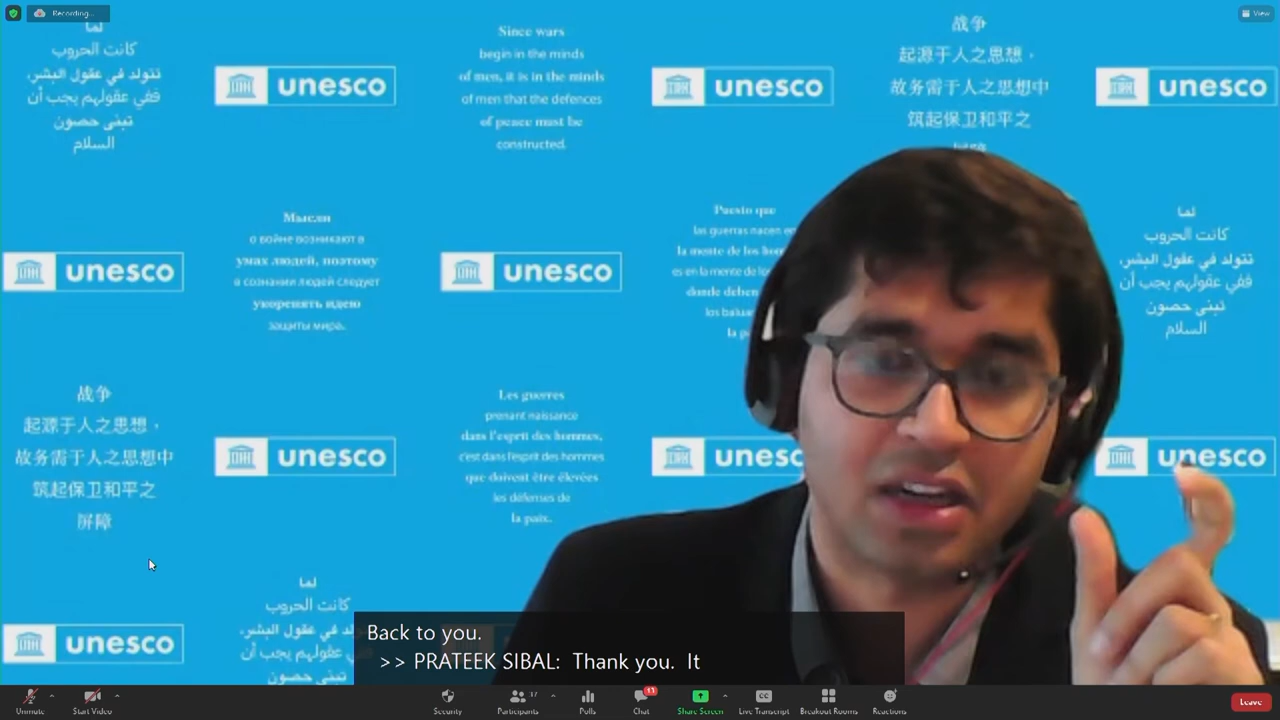 Recording...
View
لما
كانت الحروب
تتولد في عقول البشر،
ففي عقولهم يجب أن
تبنى حصون
السلام
unesco
Since wars
begin in the minds
of men, it is in the minds
of men that the defences
of peace must be
constructed.
unesco
战争
起源于人之思想，
故务需于人之思想中
筑起保卫和平之
unesco
unesco
Мысли
о войне возникают в
умах людей, поэтому
в сознании людей следует
укоренять идею
защиты мира.
unesco
Puesto que
las guerras nacen en
la mente de los
es en la mente de los
donde deben
los
la
لما
كانت الحروب
تتولد في عقول البشر،
ففي عقولهم يجب أن
تبنى حصون
السلام
战争
起源于人之思想，
故务需于人之思想中
筑起保卫和平之
屏障
unesco
Les guerres
prenant naissance
dans l'esprit des hommes,
c'est dans l'esprit des hommes
que doivent être élevées
les défenses de
la paix.
unesco
unesco
unesco
لما
كانت الحروب
في عقول البشر،
عقولهم يجب أن
Back to you.
>> PRATEEK SIBAL: Thank you. It
Unmute
Start Video
Security
Participants
17
Polls
Chat
11
Share Screen
CC
Live Transcript
Breakout Rooms
Reactions
Leave